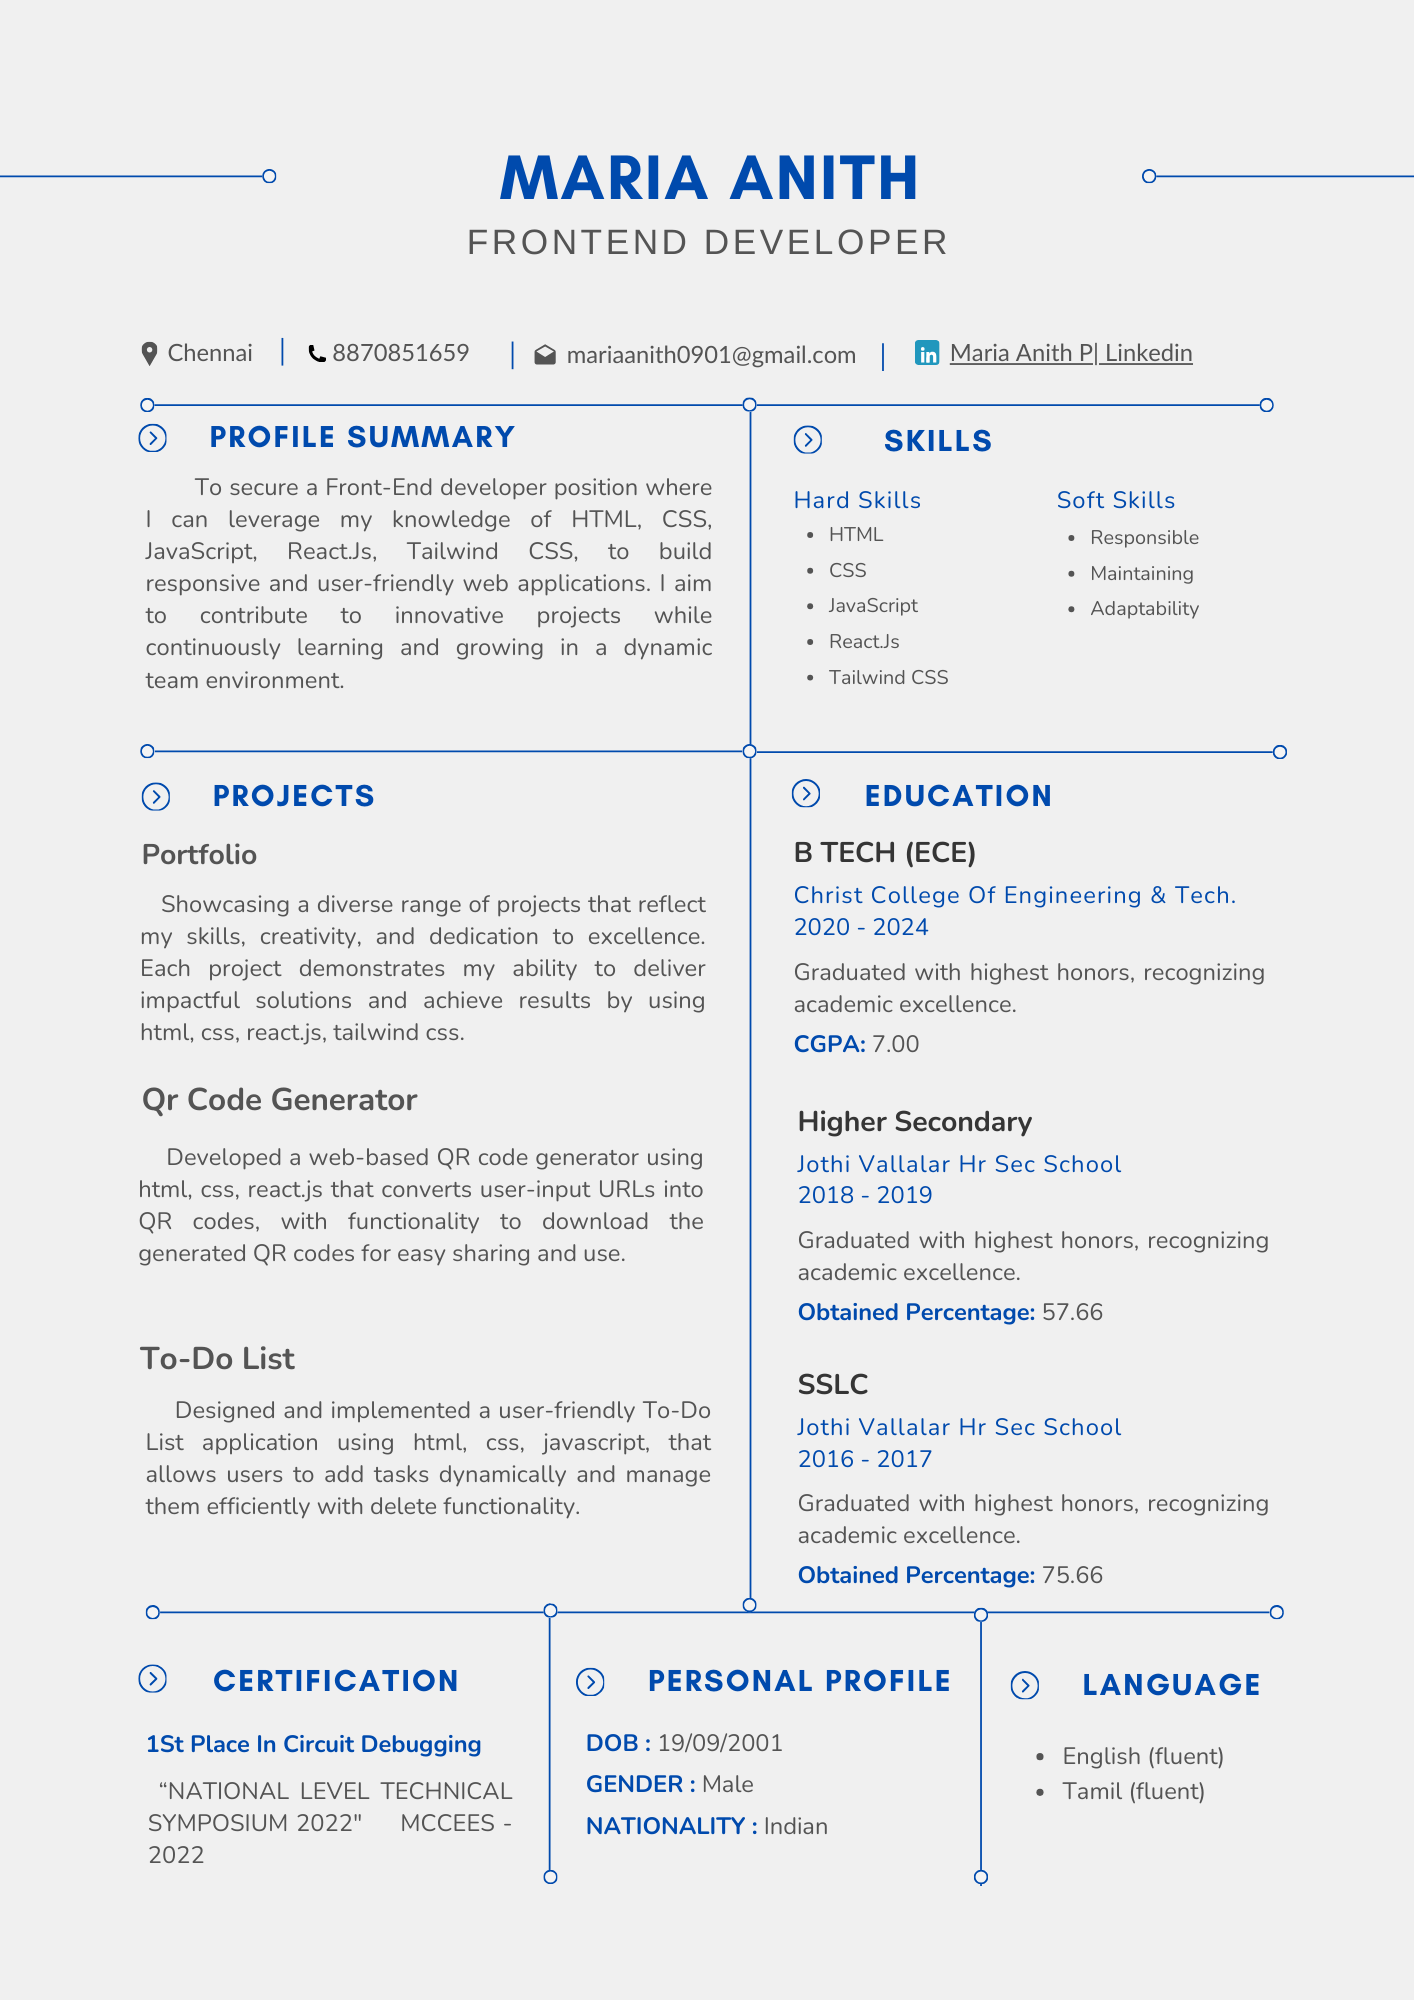 MARIA ANITH
FRONTEND DEVELOPER
Chennai
8870851659
mariaanith0901@gmail.com
Maria Anith P| Linkedin
PROFILE SUMMARY
To secure a Front-End developer position where
I can leverage my knowledge of HTML, CSS,
JavaScript, React.Js, Tailwind CSS, to build
responsive and user-friendly web applications. I aim
to contribute to innovative projects while
continuously learning and growing in a dynamic
team environment.
SKILLS
Hard Skills
• HTML
• CSS
• JavaScript
• React.Js
• Tailwind CSS
Soft Skills
• Responsible
• Maintaining
• Adaptability
PROJECTS
Portfolio
Showcasing a diverse range of projects that reflect
my skills, creativity, and dedication to excellence.
Each project demonstrates my ability to deliver
impactful solutions and achieve results by using
html, css, react.js, tailwind css.
Qr Code Generator
Developed a web-based QR code generator using
html, css, react.js that converts user-input URLs into
QR codes, with functionality to download the
generated QR codes for easy sharing and use.
To-Do List
Designed and implemented a user-friendly To-Do
List application using html, css, javascript, that
allows users to add tasks dynamically and manage
them efficiently with delete functionality.
EDUCATION
B TECH (ECE)
Christ College Of Engineering & Tech.
2020 - 2024
Graduated with highest honors, recognizing
academic excellence.
CGPA: 7.00
Higher Secondary
Jothi Vallalar Hr Sec School
2018 - 2019
Graduated with highest honors, recognizing
academic excellence.
Obtained Percentage: 57.66
SSLC
Jothi Vallalar Hr Sec School
2016 - 2017
Graduated with highest honors, recognizing
academic excellence.
Obtained Percentage: 75.66
CERTIFICATION
1St Place In Circuit Debugging
“NATIONAL LEVEL TECHNICAL
SYMPOSIUM 2022" MCCEES -
2022
PERSONAL PROFILE
DOB : 19/09/2001
GENDER : Male
NATIONALITY : Indian
LANGUAGE
• English (fluent)
• Tamil (fluent)